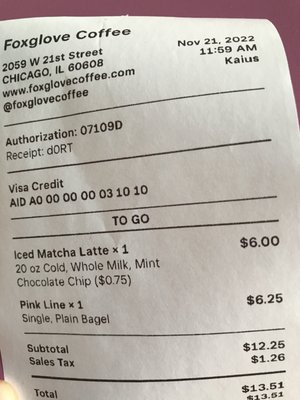 Foxglove Coffee
2059 W 21st Street
CHICAGO, IL 60608
www.foxglovecoffee.com
@foxglovecoffee
Nov 21, 2022
11:59 AM
Kaius
Authorization: 07109D
Receipt: dORT
Visa Credit
AID A0 00 00 00 03 10 10
TO GO
Iced Matcha Latte × 1 $6.00
20 oz Cold, Whole Milk, Mint
Chocolate Chip ($0.75)
Pink Line × 1 $6.25
Single, Plain Bagel
Subtotal $12.25
Sales Tax $1.26
Total $13.51
$13.51